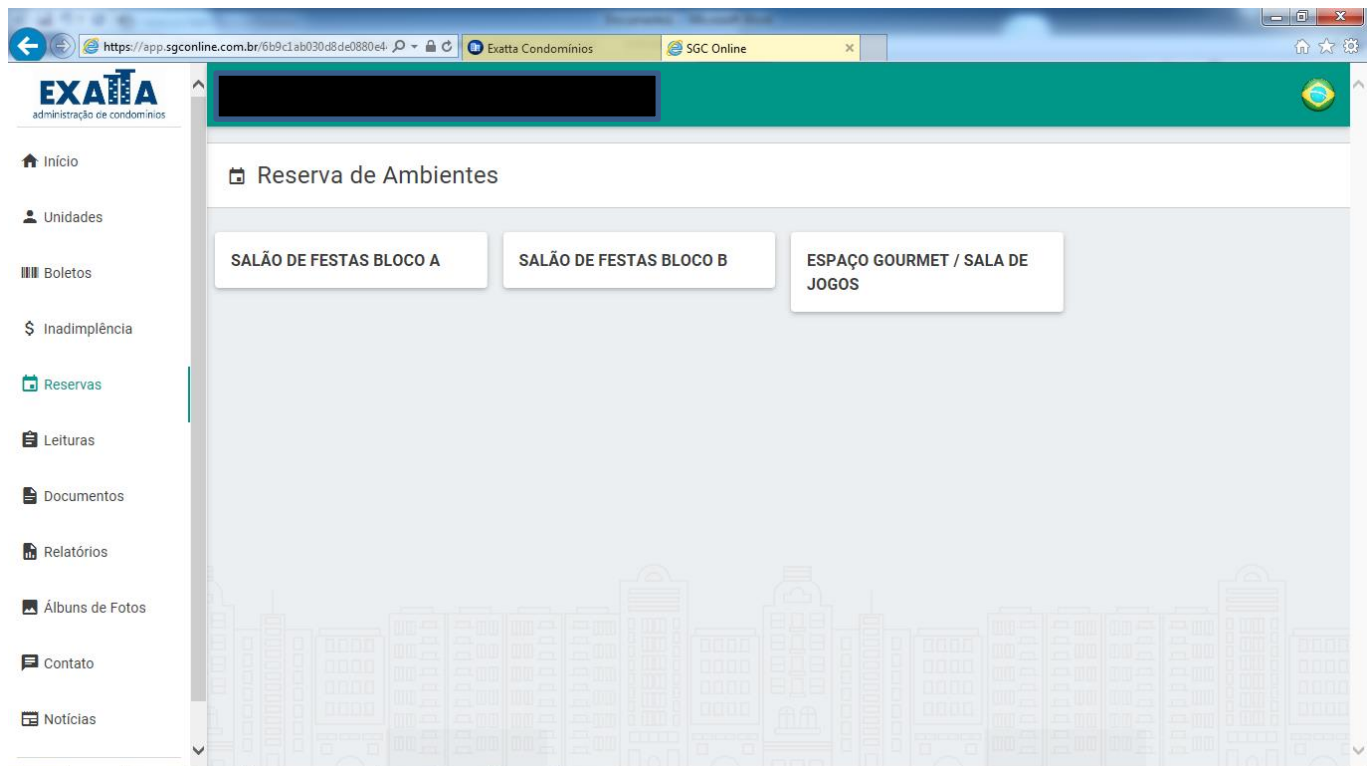 https://app.sgconline.com.br/6b9c1ab030d8de0880e4
Exatta Condomínios
SGC Online
EXATTA
administração de condomínios
Início
Unidades
Boletos
Inadimplência
Reservas
Leituras
Documentos
Relatórios
Álbuns de Fotos
Contato
Notícias
Reserva de Ambientes
SALÃO DE FESTAS BLOCO A
SALÃO DE FESTAS BLOCO B
ESPAÇO GOURMET / SALA DE
JOGOS